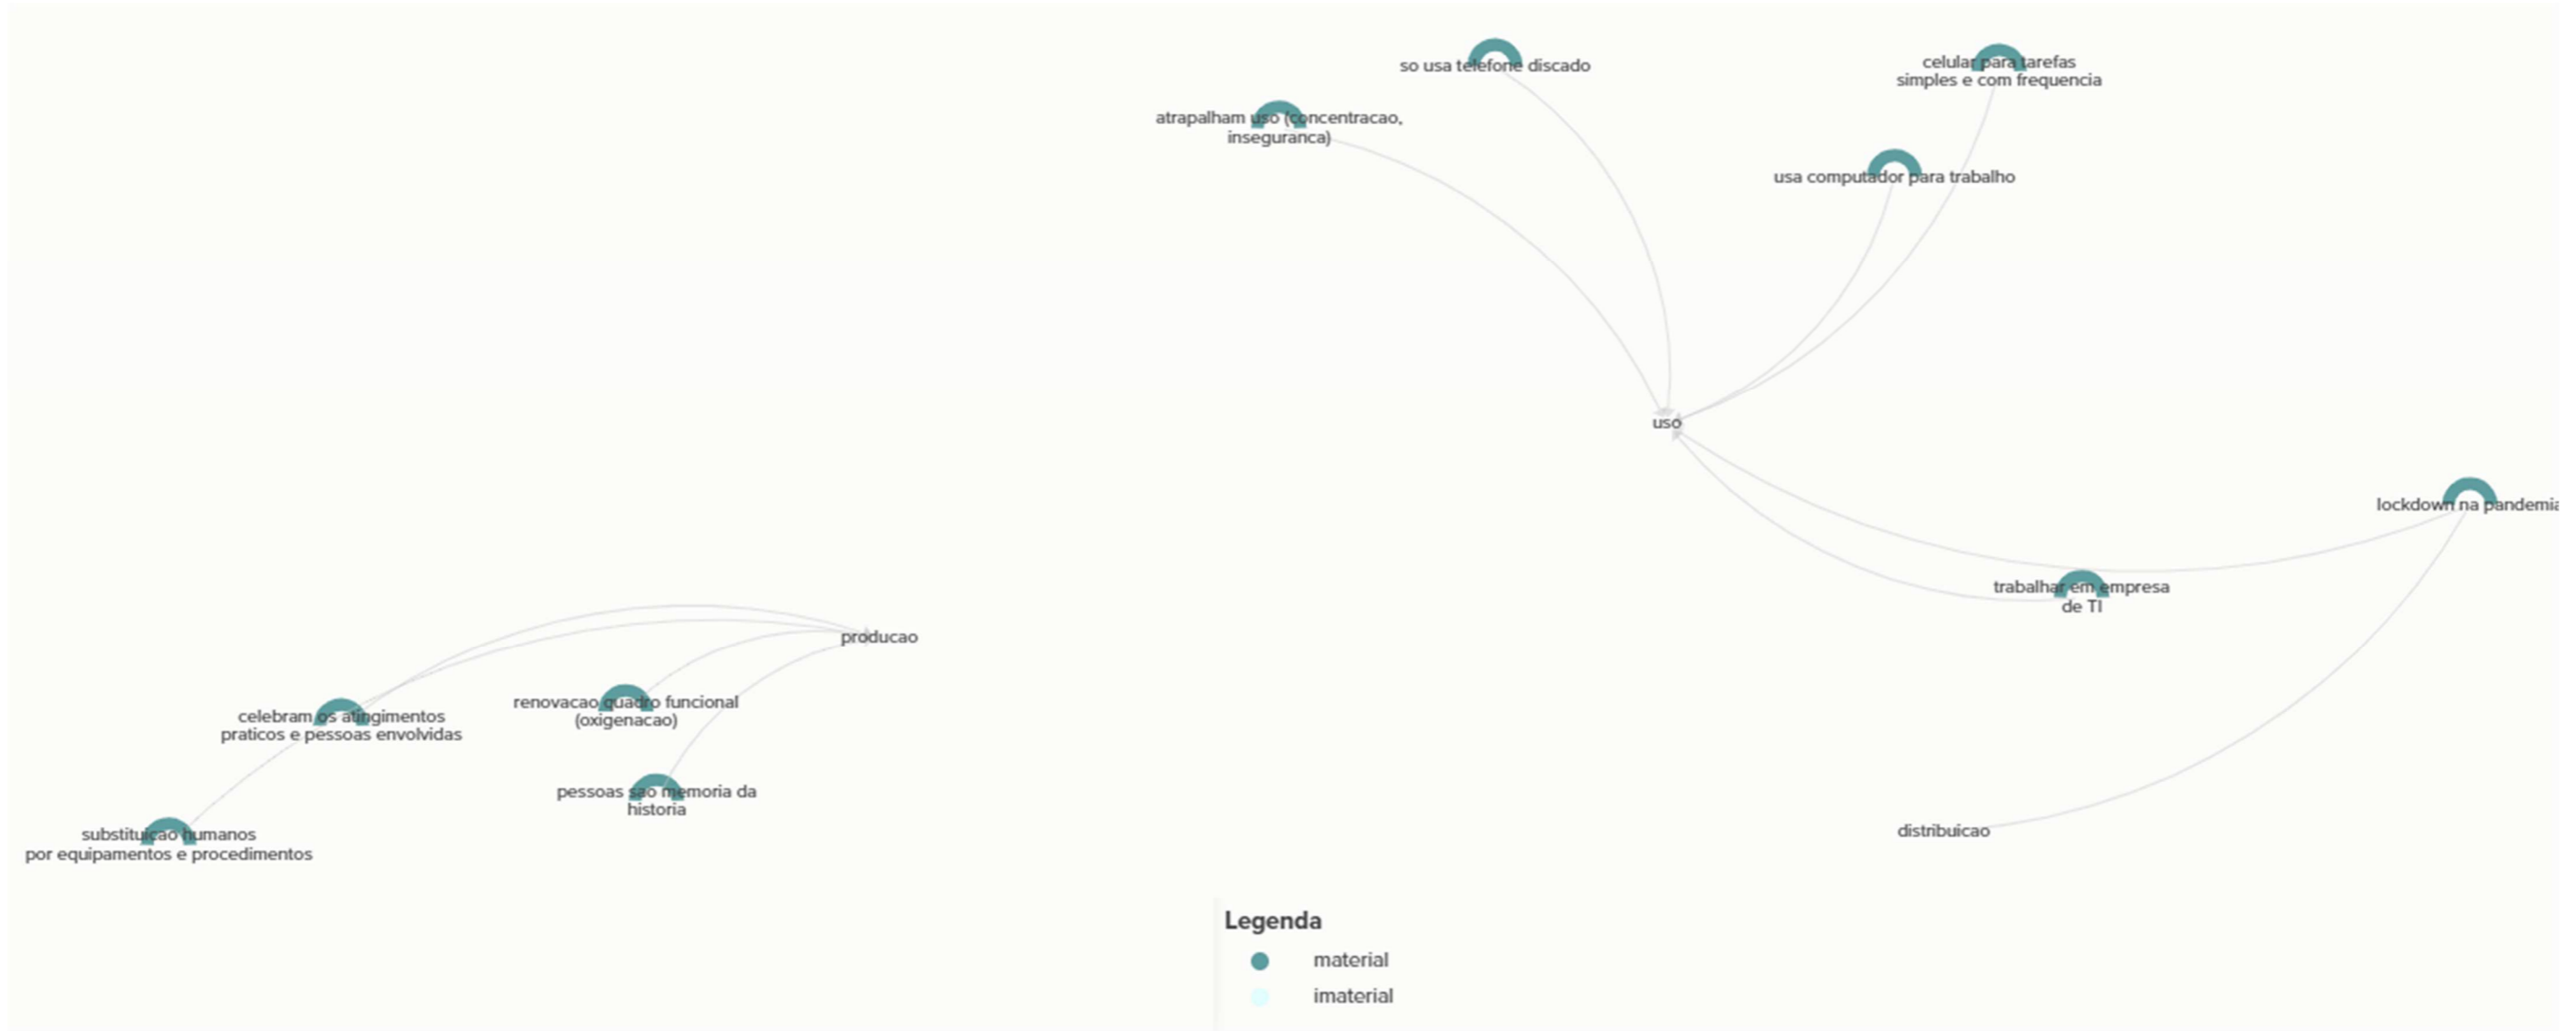 so usa telefone discado
celular para tarefas
simples e com frequencia
atrapalham uso (concentracao,
inseguranca)
usa computador para trabalho
uso
lockdown na pandemia
trabalhar em empresa
de TI
producao
celebram os atingimentos
praticos e pessoas envolvidas
renovacao quadro funcional
(oxigenacao)
pessoas sao memoria da
historia
substituicao humanos
por equipamentos e procedimentos
distribuicao
Legenda
material
imaterial